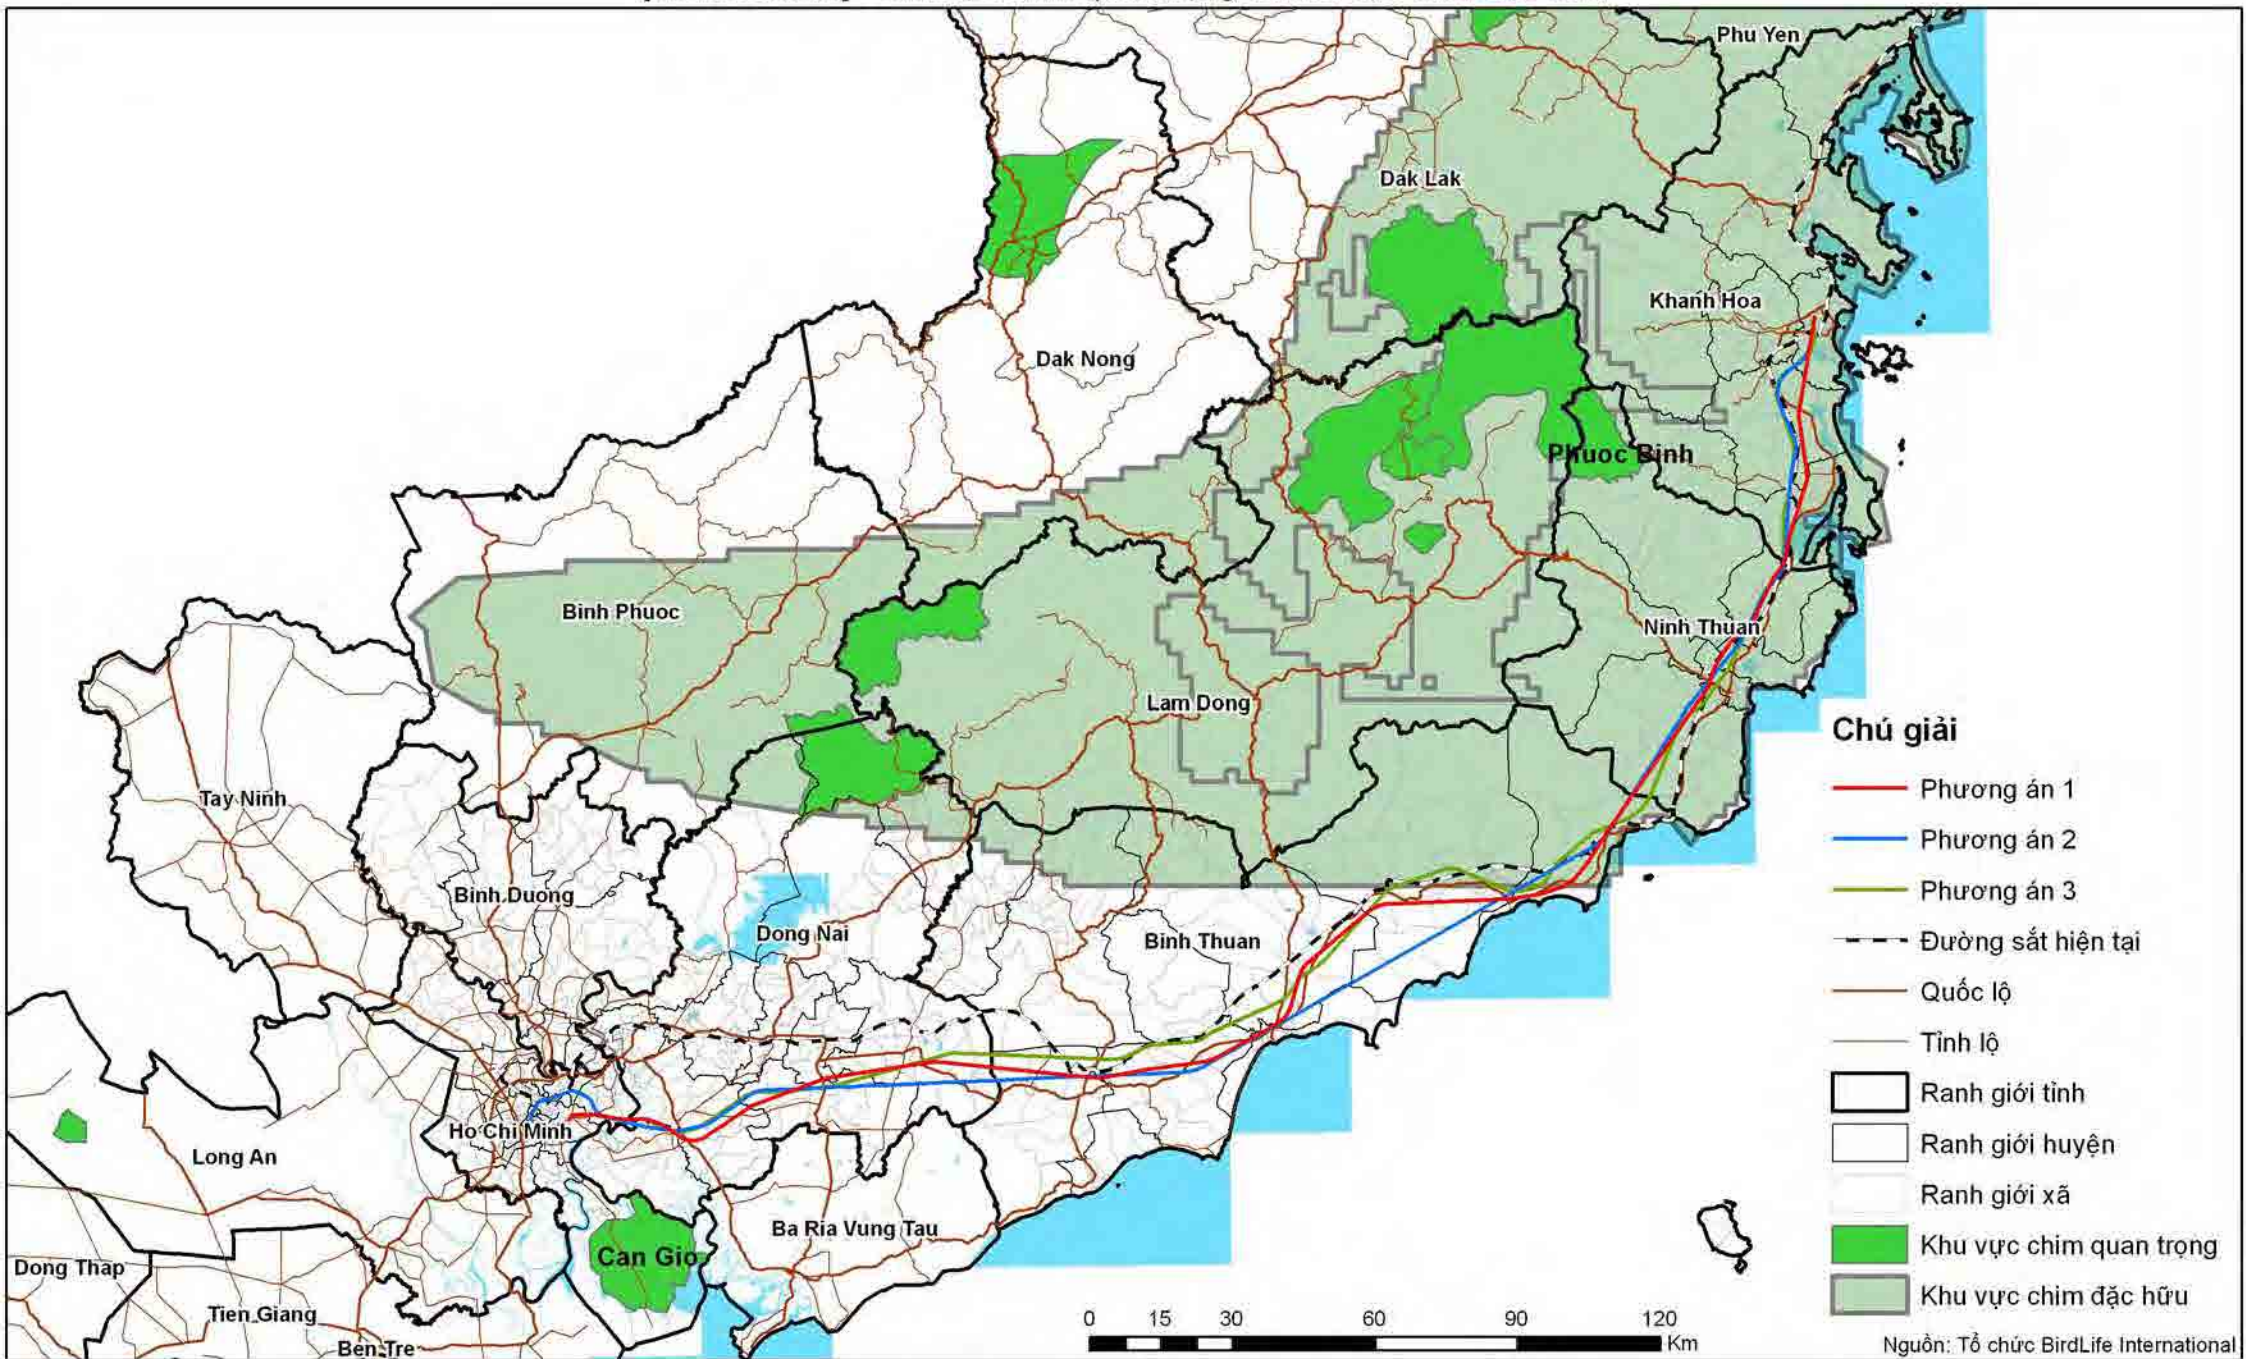 Phu Yen
Dak Lak
Khanh Hoa
Dak Nong
Phuoc Binh
Binh Phuoc
Ninh Thuan
Lam Dong
Tay Ninh
Binh Duong
Dong Nai
Binh Thuan
Ho Chi Minh
Long An
Ba Ria Vung Tau
Can Gio
Dong Thap
Tien Giang
Ben Tre
Chú giải
Phương án 1
Phương án 2
Phương án 3
Đường sắt hiện tại
Quốc lộ
Tỉnh lộ
Ranh giới tỉnh
Ranh giới huyện
Ranh giới xã
Khu vực chim quan trọng
Khu vực chim đặc hữu
0 15 30 60 90 120
Km
Nguồn: Tổ chức BirdLife International